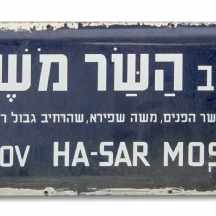 ב הַשַׂר מֹשֶׁ
שר הפנים, משה שפירא, שהרחיב גבול ר
OV HA-SAR MOS